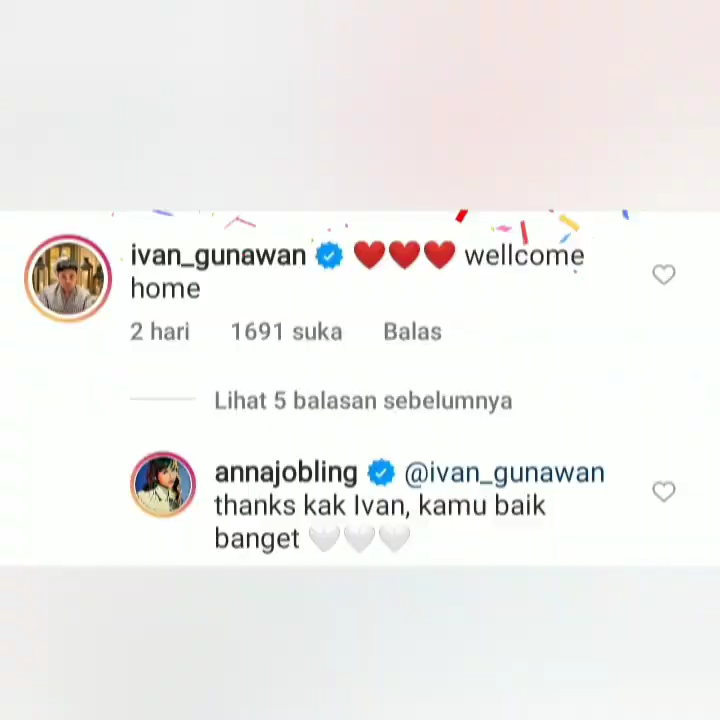 ivan_gunawan ❤️❤️❤️ wellcome
home
2 hari 1691 suka Balas
Lihat 5 balasan sebelumnya
annajobling @ivan_gunawan
thanks kak Ivan, kamu baik
banget 🤍🤍🤍